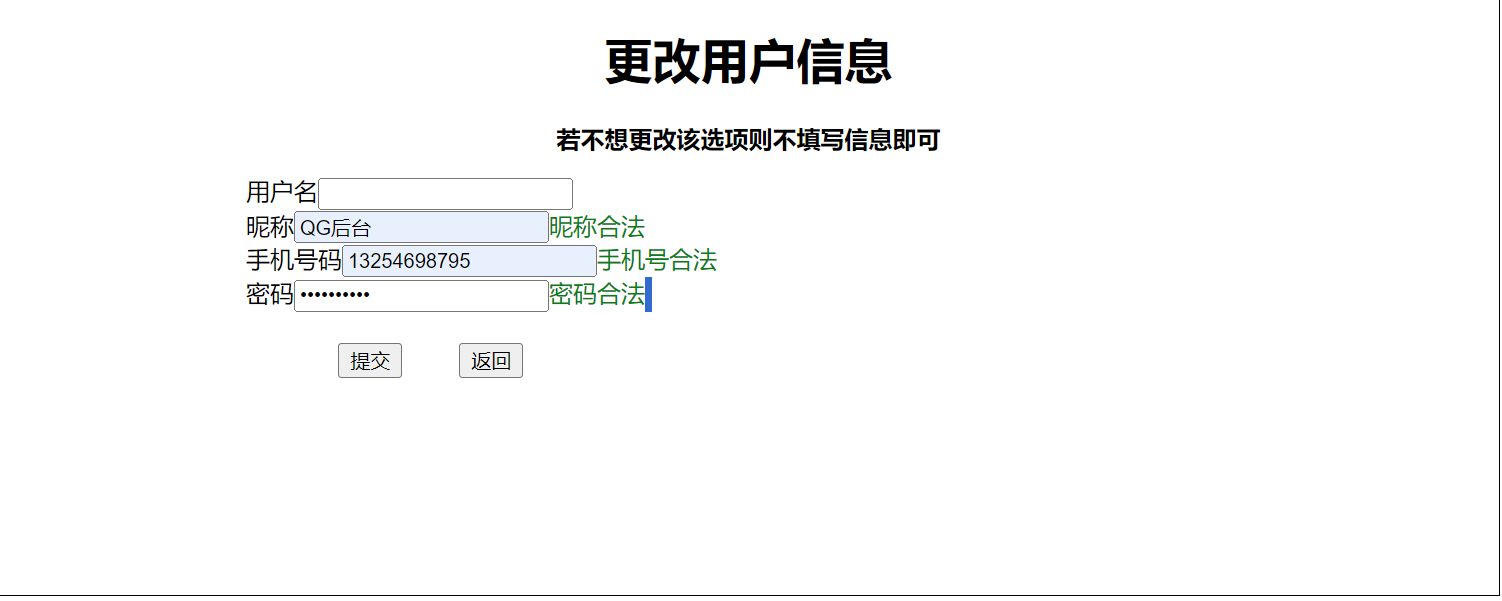 更改用户信息
若不想更改该选项则不填写信息即可
用户名
昵称 QG后台 昵称合法
手机号码 13254698795 手机号合法
密码 •••••••••• 密码合法
提交 返回